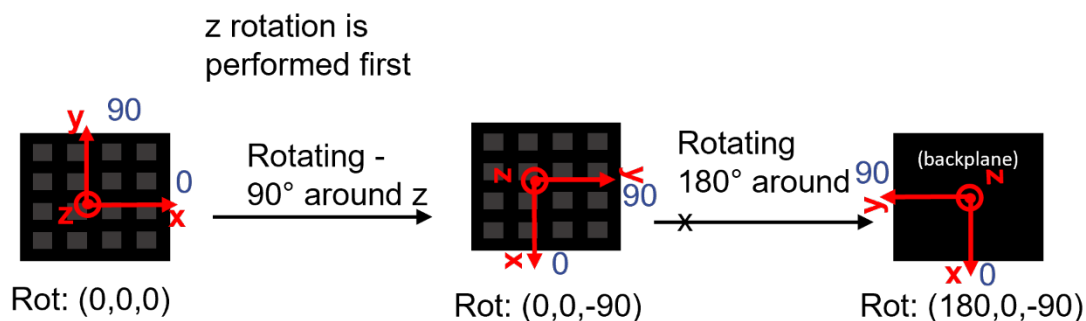 z rotation is
performed first
y
90
0
z
x
Rot: (0,0,0)
Rotating -
90° around z
z
y
90
x
0
Rot: (0,0,-90)
Rotating
180° around
x
(backplane)
90
z
y
x
0
Rot: (180,0,-90)